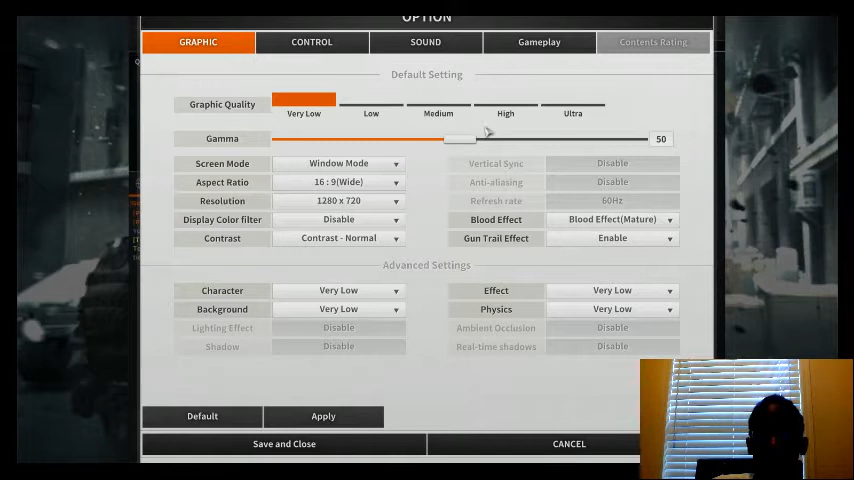 OPTION
GRAPHIC CONTROL SOUND Gameplay Contents Rating
Default Setting
Graphic Quality
Very Low Low Medium High Ultra
Gamma 50
Screen Mode Window Mode Vertical Sync Disable
Aspect Ratio 16 : 9(Wide) Anti-aliasing Disable
Resolution 1280 x 720 Refresh rate 60Hz
Display Color filter Disable Blood Effect Blood Effect(Mature)
Contrast Contrast - Normal Gun Trail Effect Enable
Advanced Settings
Character Very Low Effect Very Low
Background Very Low Physics Very Low
Lighting Effect Disable Ambient Occlusion Disable
Shadow Disable Real-time shadows Disable
Default Apply
Save and Close CANCEL